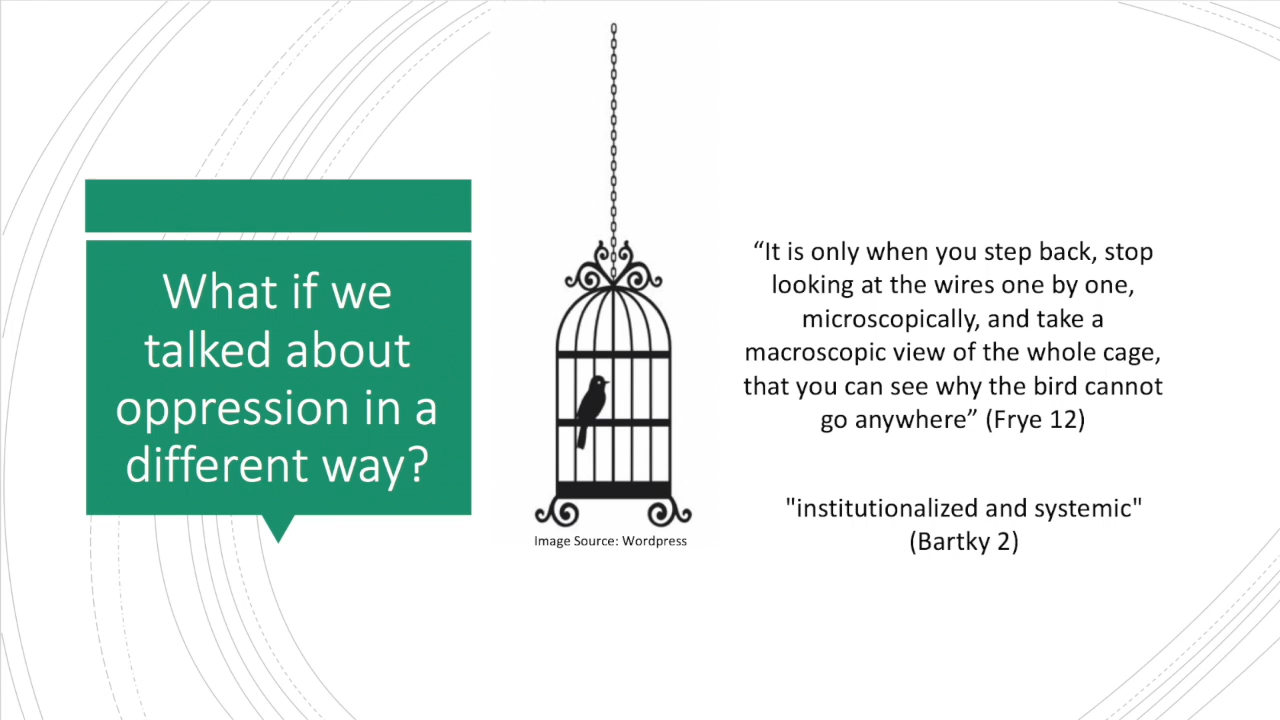 What if we
talked about
oppression in a
different way?
Image Source: Wordpress
“It is only when you step back, stop
looking at the wires one by one,
microscopically, and take a
macroscopic view of the whole cage,
that you can see why the bird cannot
go anywhere” (Frye 12)
"institutionalized and systemic"
(Bartky 2)